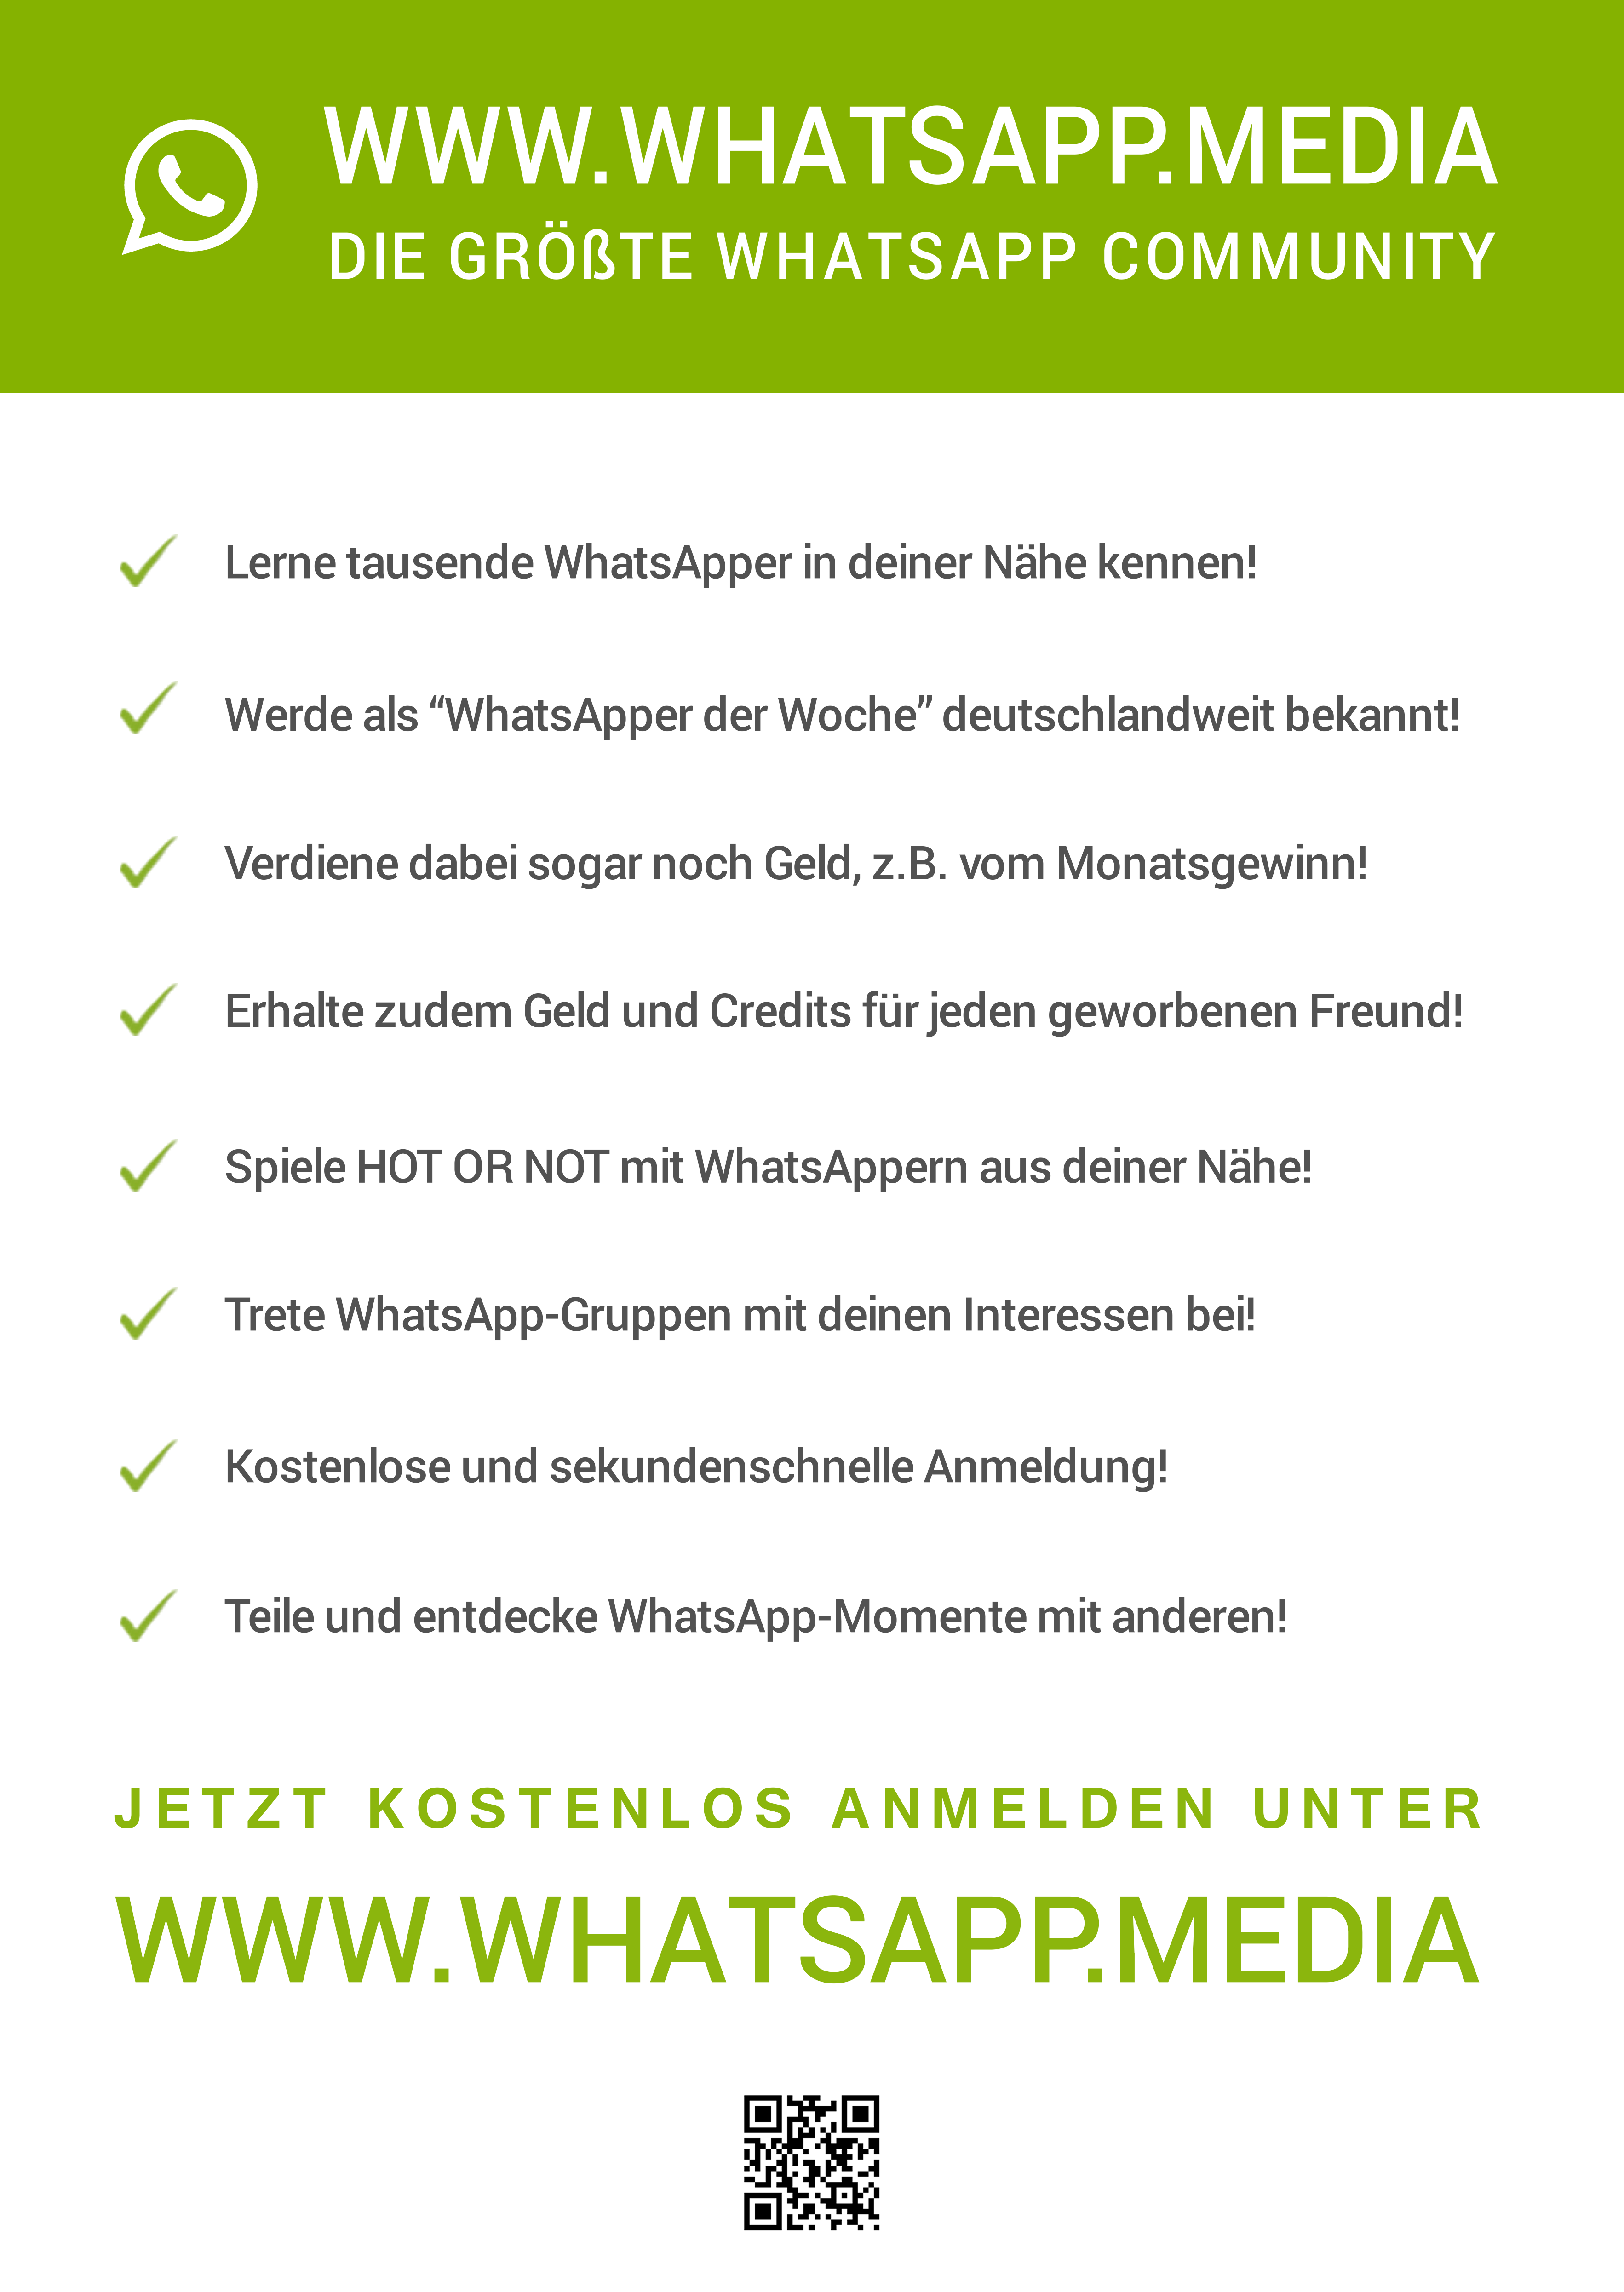 WWW.WHATSAPP.MEDIA
DIE GRÖßTE WHATSAPP COMMUNITY
Lerne tausende WhatsApper in deiner Nähe kennen!
Werde als “WhatsApper der Woche” deutschlandweit bekannt!
Verdiene dabei sogar noch Geld, z.B. vom Monatsgewinn!
Erhalte zudem Geld und Credits für jeden geworbenen Freund!
Spiele HOT OR NOT mit WhatsAppern aus deiner Nähe!
Trete WhatsApp-Gruppen mit deinen Interessen bei!
Kostenlose und sekundenschnelle Anmeldung!
Teile und entdecke WhatsApp-Momente mit anderen!
JETZT KOSTENLOS ANMELDEN UNTER
WWW.WHATSAPP.MEDIA